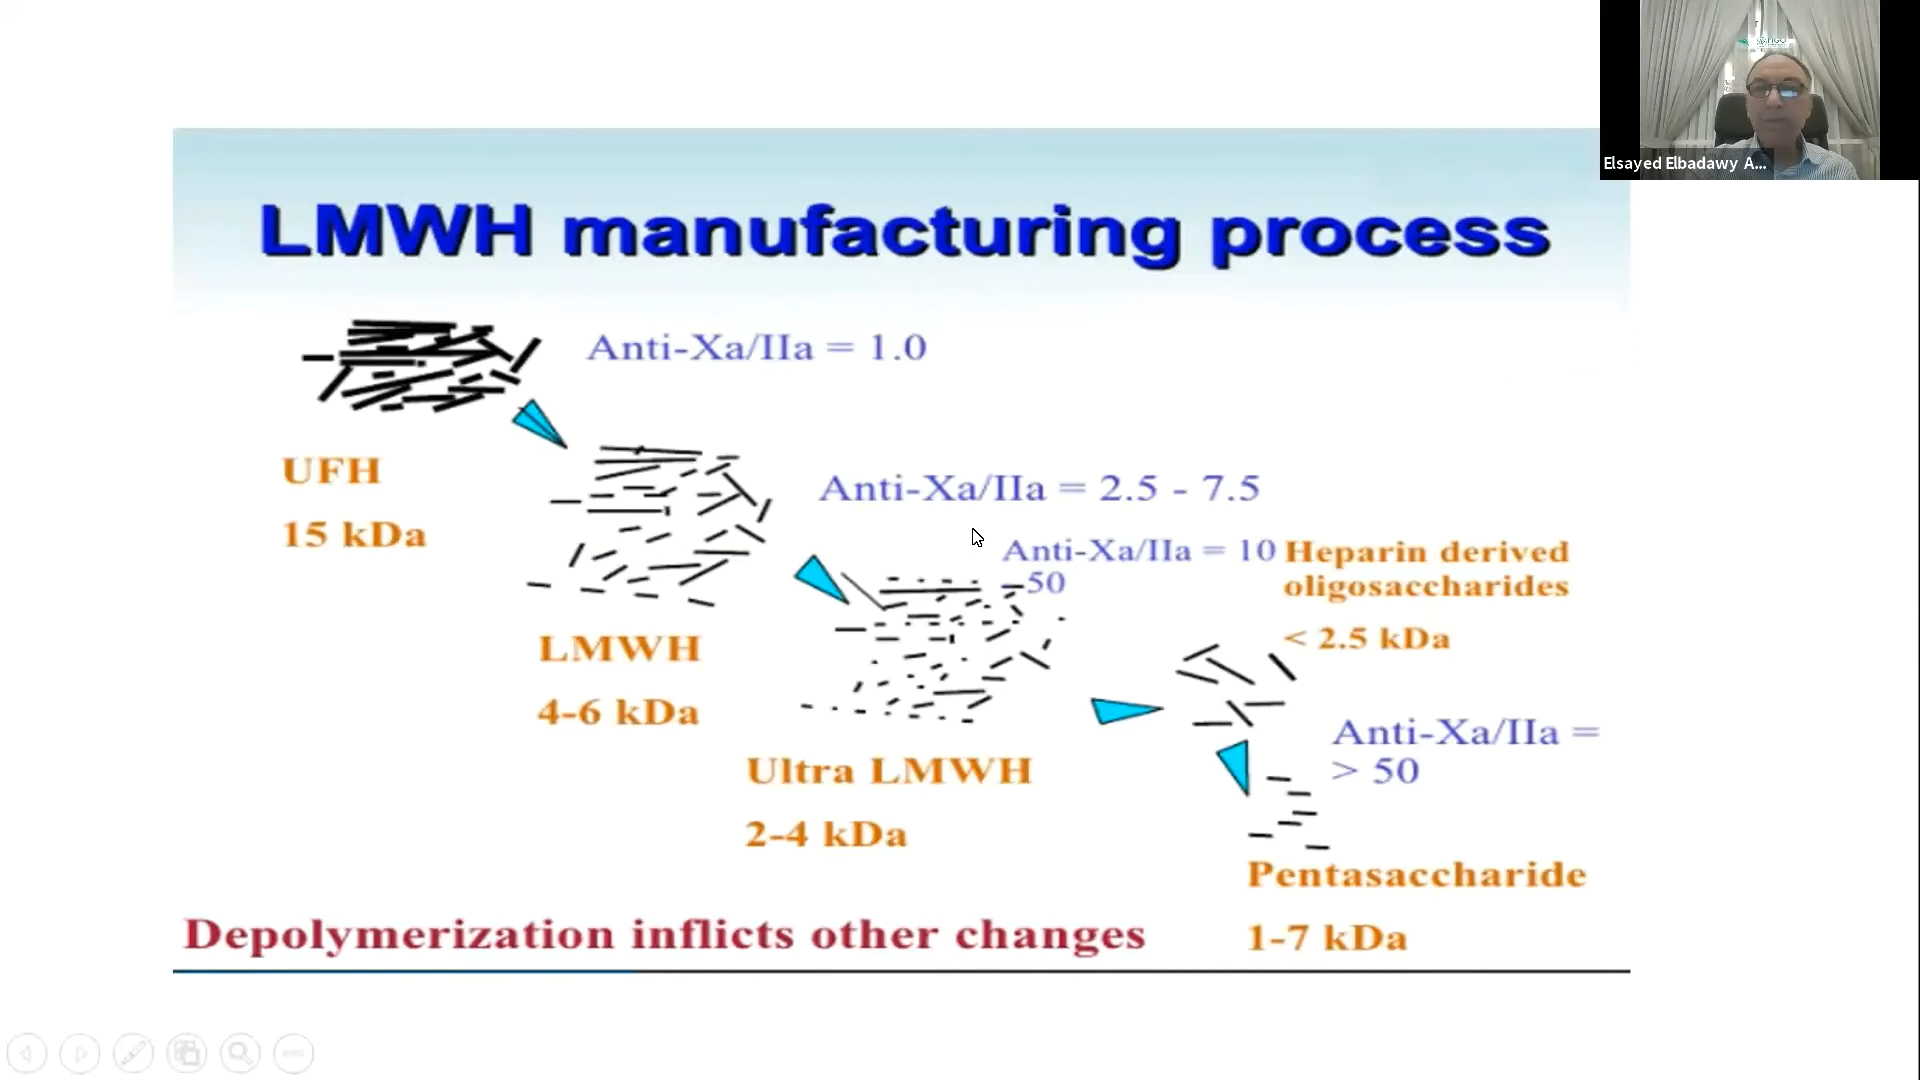 LMWH manufacturing process
Anti-Xa/IIa = 1.0
UFH
15 kDa
Anti-Xa/IIa = 2.5 - 7.5
LMWH
4-6 kDa
Anti-Xa/IIa = 10
-50
Ultra LMWH
2-4 kDa
Heparin derived
oligosaccharides
< 2.5 kDa
Anti-Xa/IIa =
> 50
Pentasaccharide
1-7 kDa
Depolymerization inflicts other changes
Elsayed Elbadawy A...